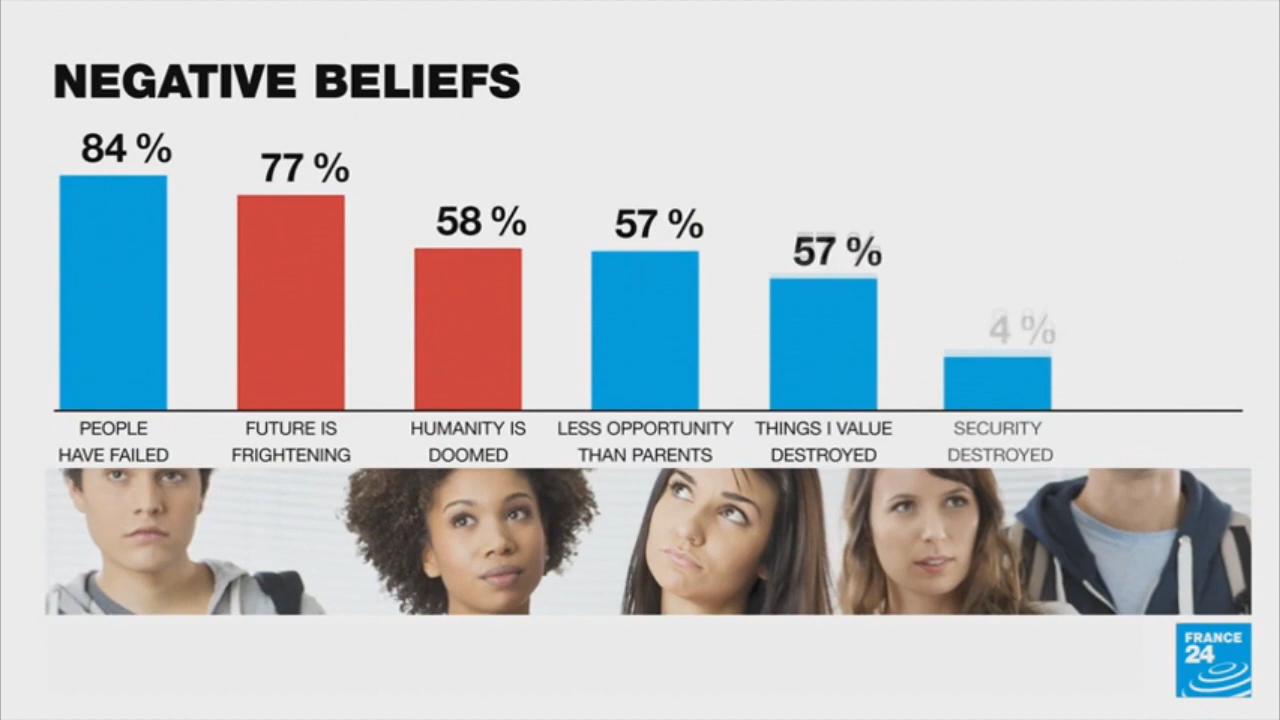 NEGATIVE BELIEFS
84 %
77 %
58 %
57 %
57 %
4 %
PEOPLE
HAVE FAILED
FUTURE IS
FRIGHTENING
HUMANITY IS
DOOMED
LESS OPPORTUNITY
THAN PARENTS
THINGS I VALUE
DESTROYED
SECURITY
DESTROYED
FRANCE
24